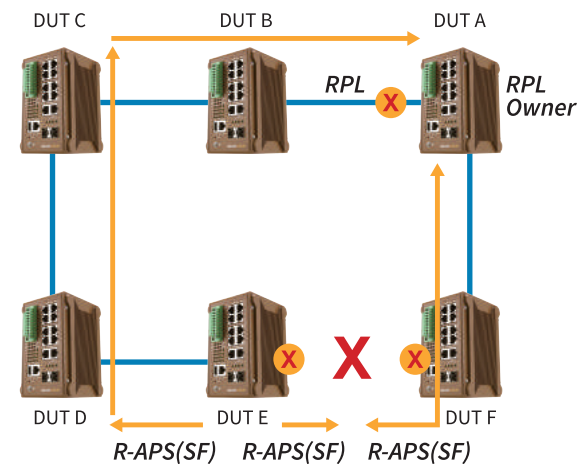 DUT C
DUT B
DUT A
RPL
X
RPL
Owner
X
X
X
DUT D
DUT E
DUT F
R-APS(SF)
R-APS(SF)
R-APS(SF)